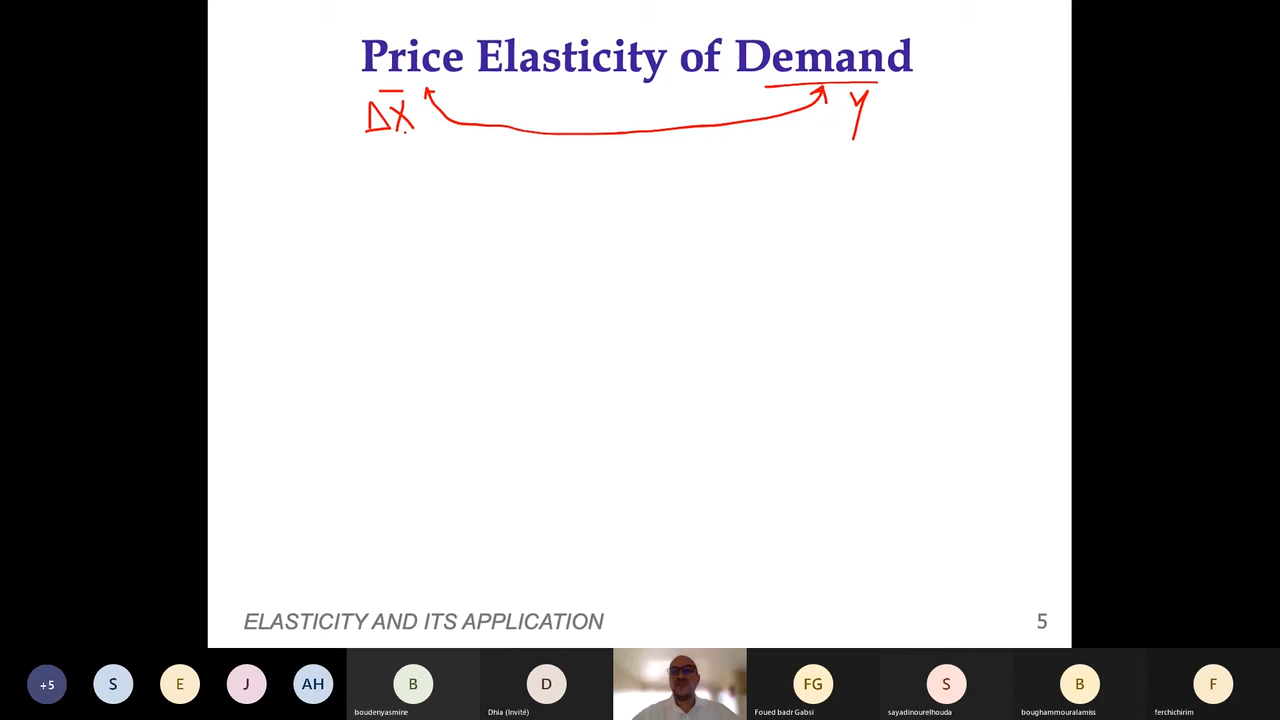 Price Elasticity of Demand
ΔX Y
ELASTICITY AND ITS APPLICATION 5
+5 S E J AH B D FG S B F
boudenyasmine Dhia (Invité) Foued badr Gabsi sayadinourelhouda boughammouralamiss ferchichirim